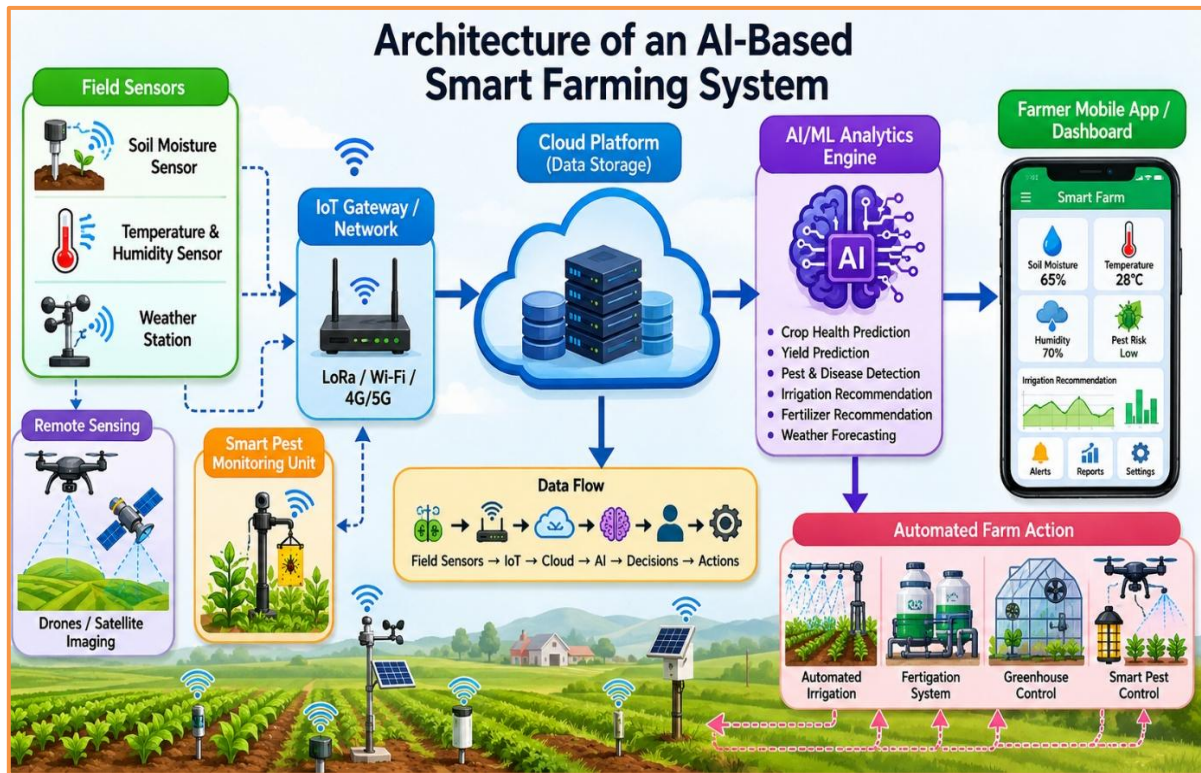 Architecture of an AI-Based
Smart Farming System
Field Sensors
Soil Moisture
Sensor
Temperature &
Humidity Sensor
Weather
Station
Remote Sensing
Drones / Satellite
Imaging
Smart Pest
Monitoring Unit
IoT Gateway /
Network
LoRa / Wi-Fi /
4G/5G
Cloud Platform
(Data Storage)
Data Flow
Field Sensors → IoT → Cloud → AI → Decisions → Actions
AI/ML Analytics
Engine
AI
• Crop Health Prediction
• Yield Prediction
• Pest & Disease Detection
• Irrigation Recommendation
• Fertilizer Recommendation
• Weather Forecasting
Farmer Mobile App /
Dashboard
Smart Farm
Soil Moisture
65%
Temperature
28°C
Humidity
70%
Pest Risk
Low
Irrigation Recommendation
Alerts
Reports
Settings
Automated Farm Action
Automated
Irrigation
Fertigation
System
Greenhouse
Control
Smart Pest
Control